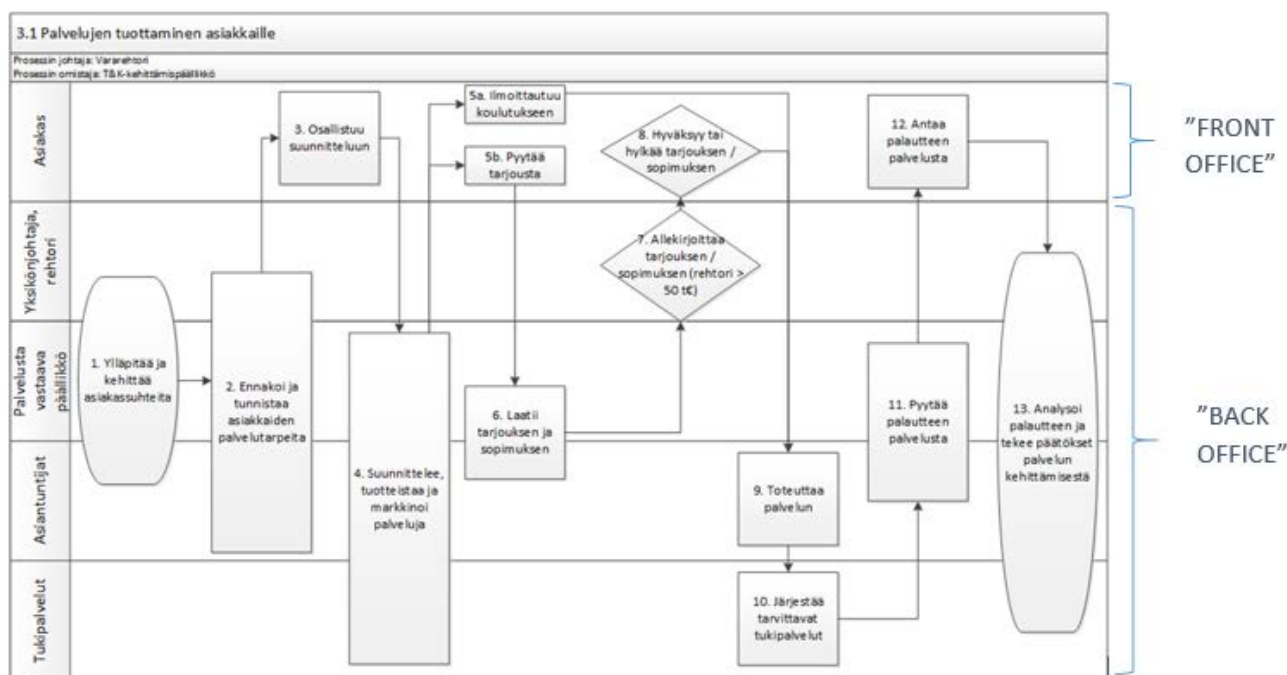 3.1 Palvelujen tuottaminen asiakkaille
Prosessin johtaja: Vararehtori
Prosessin omistaja: T&K-kehittämispäällikkö
Asiakas
3. Osallistuu
suunnitteluun
5a. Ilmoittautuu
koulutukseen
5b. Pyytää
tarjousta
8. Hyväksyy tai
hylkää tarjouksen /
sopimuksen
12. Antaa
palautteen
palvelusta
"FRONT
OFFICE"
Yksikönjohtaja,
rehtori
7. Allekirjoittaa
tarjouksen /
sopimuksen (rehtori >
50 t€)
Palvelusta
vastaava
päällikkö
1. Ylläpitää ja
kehittää
asiakassuhteita
2. Ennakoi ja
tunnistaa
asiakkaiden
palvelutarpeita
6. Laatii
tarjouksen ja
sopimuksen
11. Pyytää
palautteen
palvelusta
13. Analysoi
palautteen ja
tekee päätökset
palvelun
kehittämisestä
"BACK
OFFICE"
Asiantuntijat
4. Suunnittelee,
tuotteistaa ja
markkinoi
palveluja
9. Toteuttaa
palvelun
Tukipalvelut
10. Järjestää
tarvittavat
tukipalvelut